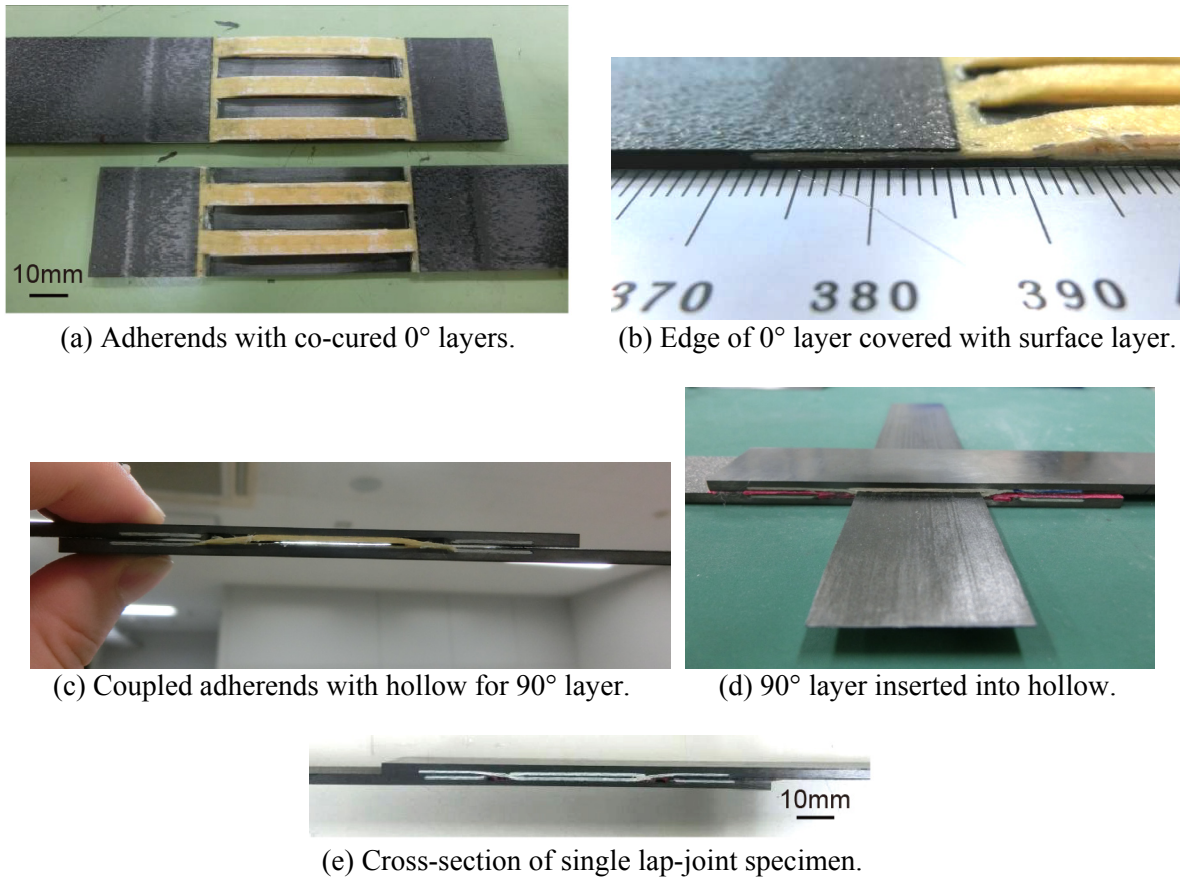 10mm
(a) Adherends with co-cured 0° layers.
370 380 390
(b) Edge of 0° layer covered with surface layer.
(c) Coupled adherends with hollow for 90° layer.
(d) 90° layer inserted into hollow.
10mm
(e) Cross-section of single lap-joint specimen.